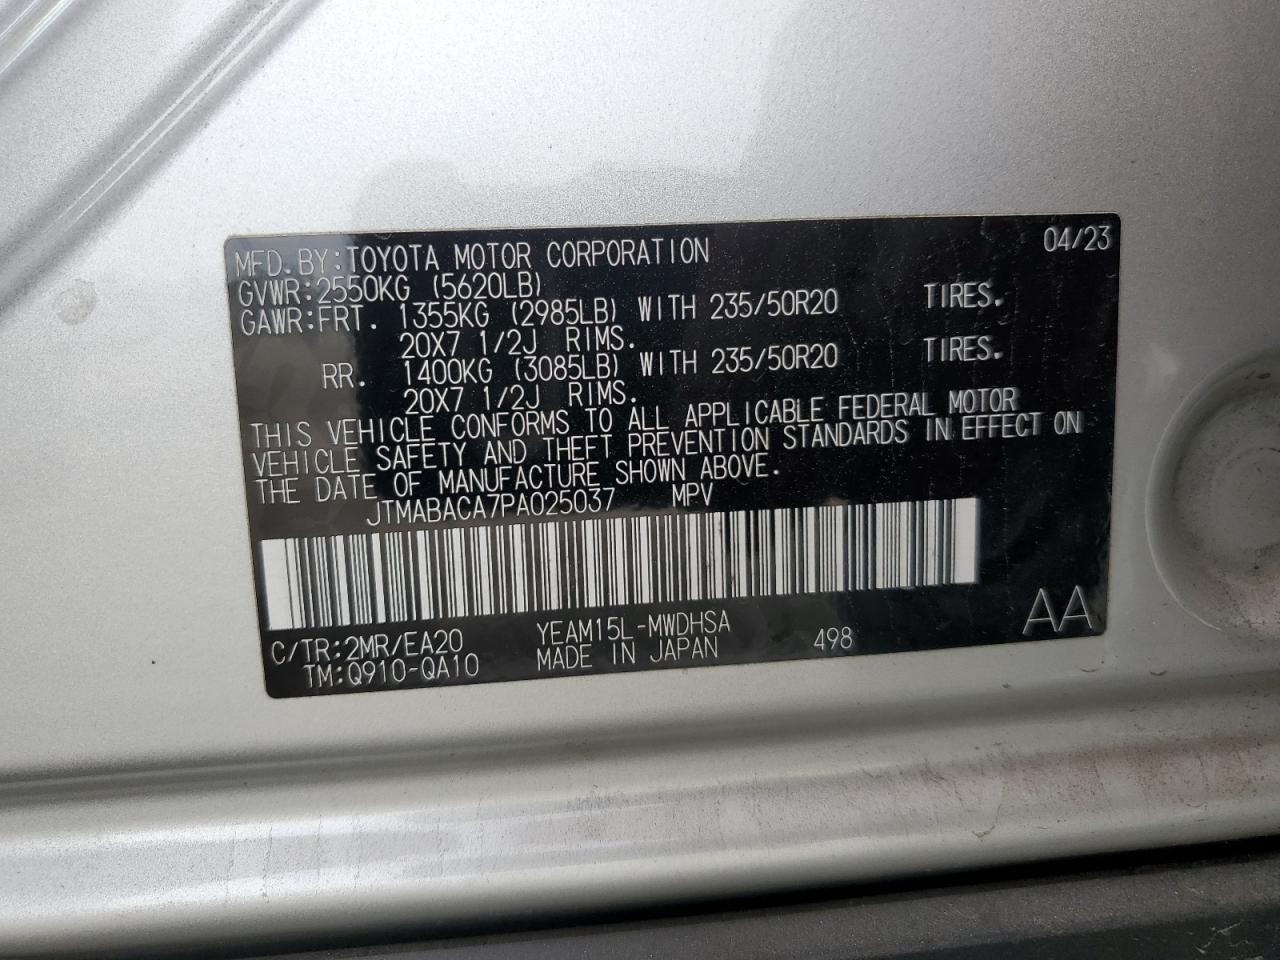 MFD.BY:TOYOTA MOTOR CORPORATION 04/23
GVWR:2550KG (5620LB)
GAWR:FRT. 1355KG (2985LB) WITH 235/50R20 TIRES.
20X7 1/2J RIMS.
RR. 1400KG (3085LB) WITH 235/50R20 TIRES.
20X7 1/2J RIMS.
THIS VEHICLE CONFORMS TO ALL APPLICABLE FEDERAL MOTOR
VEHICLE SAFETY AND THEFT PREVENTION STANDARDS IN EFFECT ON
THE DATE OF MANUFACTURE SHOWN ABOVE.
JTMABACA7PA025037 MPV
C/TR:2MR/EA20 YEAM15L-MWDHSA AA
TM:Q910-QA10 MADE IN JAPAN 498